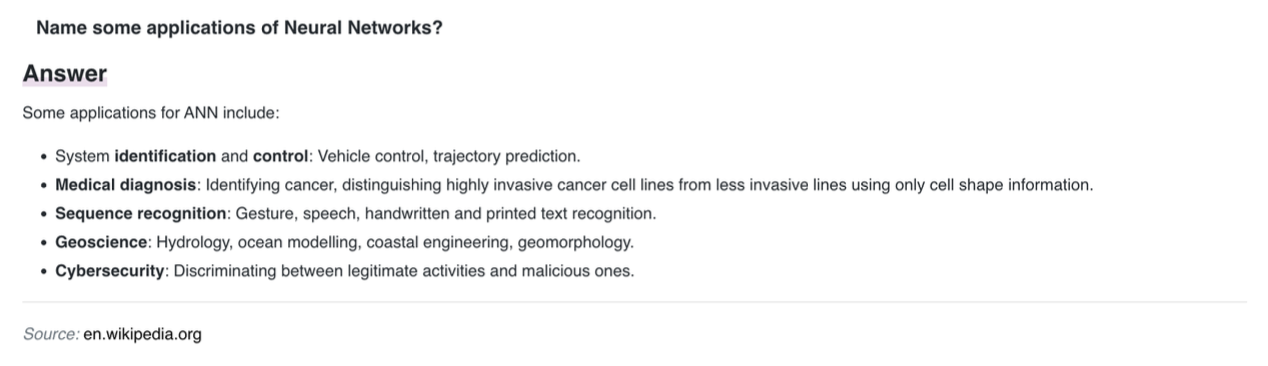 Name some applications of Neural Networks?
Answer
Some applications for ANN include:
• System identification and control: Vehicle control, trajectory prediction.
• Medical diagnosis: Identifying cancer, distinguishing highly invasive cancer cell lines from less invasive lines using only cell shape information.
• Sequence recognition: Gesture, speech, handwritten and printed text recognition.
• Geoscience: Hydrology, ocean modelling, coastal engineering, geomorphology.
• Cybersecurity: Discriminating between legitimate activities and malicious ones.
Source: en.wikipedia.org